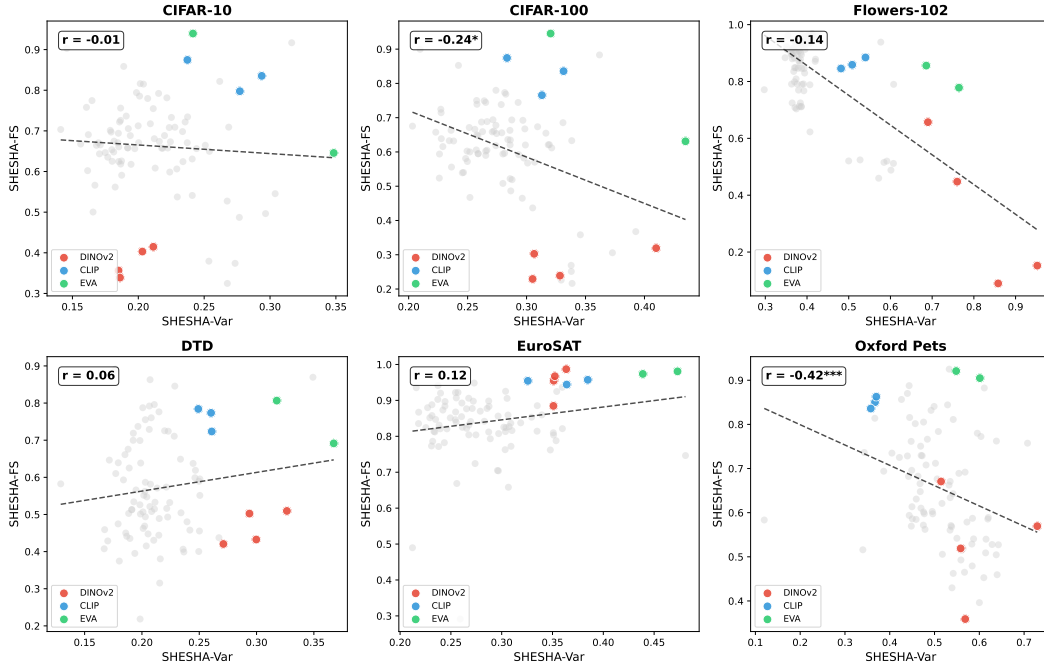 CIFAR-10
r = -0.01
SHESHA-FS
0.9
0.8
0.7
0.6
0.5
0.4
0.3
DINOv2
CLIP
EVA
0.15 0.20 0.25 0.30 0.35
SHESHA-Var
CIFAR-100
r = -0.24*
SHESHA-FS
0.9
0.8
0.7
0.6
0.5
0.4
0.3
0.2
DINOv2
CLIP
EVA
0.20 0.25 0.30 0.35 0.40
SHESHA-Var
Flowers-102
r = -0.14
SHESHA-FS
1.0
0.8
0.6
0.4
0.2
DINOv2
CLIP
EVA
0.3 0.4 0.5 0.6 0.7 0.8 0.9
SHESHA-Var
DTD
r = 0.06
SHESHA-FS
0.9
0.8
0.7
0.6
0.5
0.4
0.3
0.2
DINOv2
CLIP
EVA
0.15 0.20 0.25 0.30 0.35
SHESHA-Var
EuroSAT
r = 0.12
SHESHA-FS
1.0
0.9
0.8
0.7
0.6
0.5
0.4
0.3
DINOv2
CLIP
EVA
0.20 0.25 0.30 0.35 0.40 0.45
SHESHA-Var
Oxford Pets
r = -0.42***
SHESHA-FS
0.9
0.8
0.7
0.6
0.5
0.4
DINOv2
CLIP
EVA
0.1 0.2 0.3 0.4 0.5 0.6 0.7
SHESHA-Var